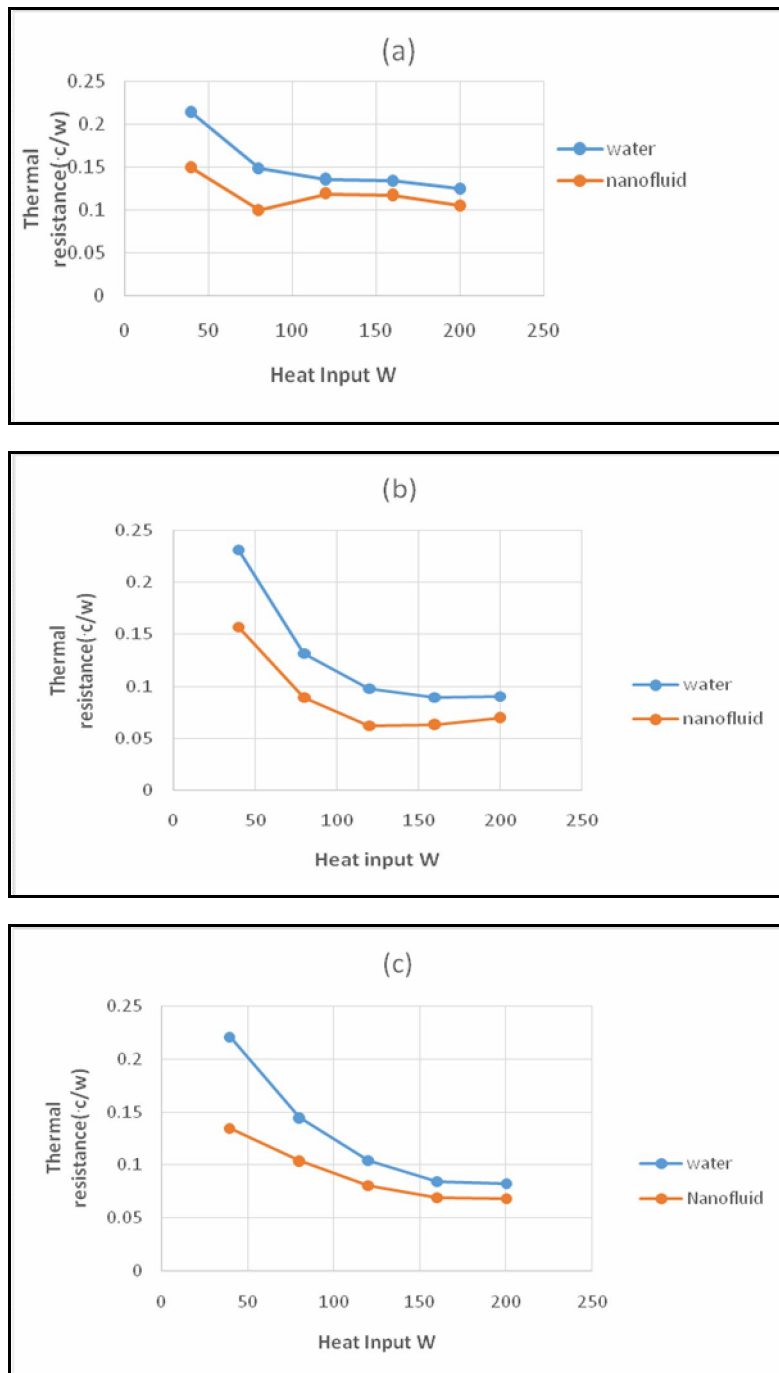 (a)
Thermal
resistance(·c/w)
0.25
0.2
0.15
0.1
0.05
0
0
50
100
150
200
250
Heat Input W
water
nanofluid
(b)
Thermal
resistance(·c/w)
0.25
0.2
0.15
0.1
0.05
0
0
50
100
150
200
250
Heat input W
water
nanofluid
(c)
Thermal
resistance(·c/w)
0.25
0.2
0.15
0.1
0.05
0
0
50
100
150
200
250
Heat Input W
water
Nanofluid